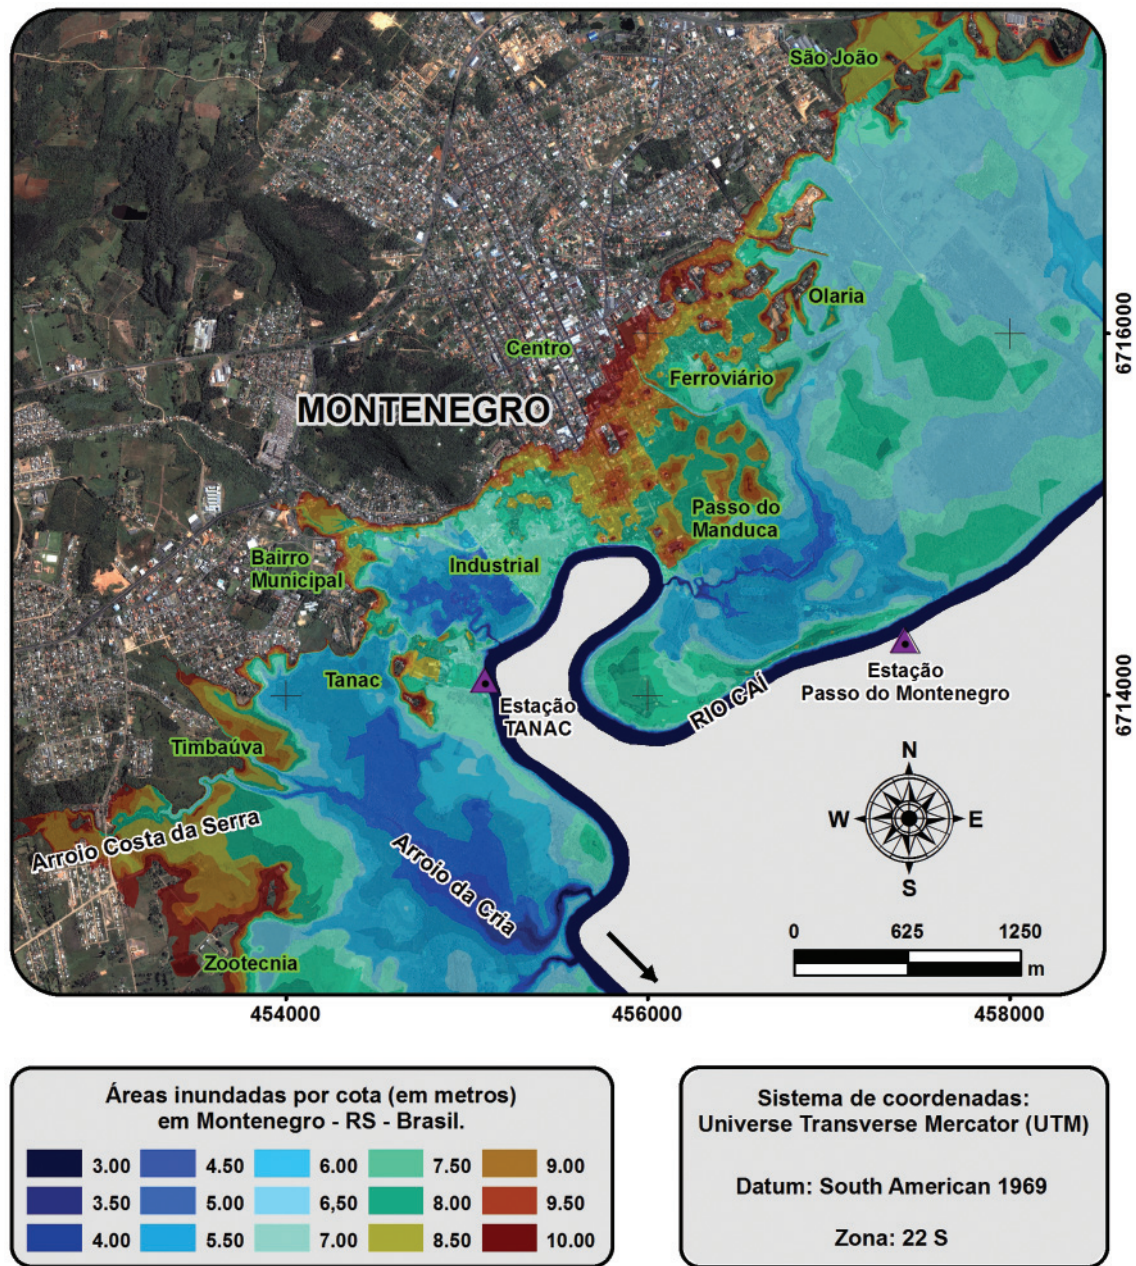 São João
Olaria
6716000
Centro
Ferroviário
MONTENEGRO
Passo do
Manduca
Bairro
Municipal
Industrial
Tanac
Estação
TANAC
RIO CAÍ
Estação
Passo do Montenegro
6714000
Timbaúva
N
W
E
S
Arroio Costa da Serra
Arroio da Cria
Zootecnia
0 625 1250
m
454000 456000 458000
Áreas inundadas por cota (em metros)
em Montenegro - RS - Brasil.
3.00 4.50 6.00 7.50 9.00
3.50 5.00 6,50 8.00 9.50
4.00 5.50 7.00 8.50 10.00
Sistema de coordenadas:
Universe Transverse Mercator (UTM)
Datum: South American 1969
Zona: 22 S